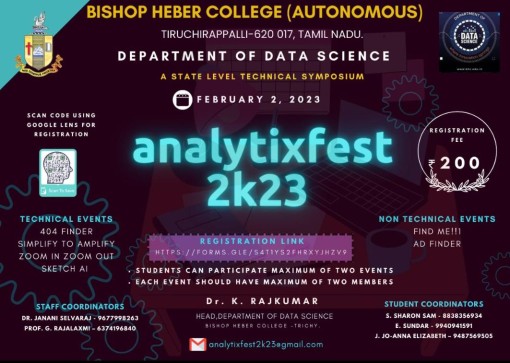 BISHOP HEBER COLLEGE (AUTONOMOUS)
TIRUCHIRAPPALLI-620 017, TAMIL NADU.
DEPARTMENT OF DATA SCIENCE
A STATE LEVEL TECHNICAL SYMPOSIUM
FEBRUARY 2, 2023
DEPARTMENT OF
DATA
SCIENCE
SCAN CODE USING
GOOGLE LENS FOR
REGISTRATION
analytixfest
2k23
REGISTRATION
FEE
₹ 200
TECHNICAL EVENTS
404 FINDER
SIMPLIFY TO AMPLIFY
ZOOM IN ZOOM OUT
SKETCH AI
NON TECHNICAL EVENTS
FIND ME!!!
AD FINDER
REGISTRATION LINK
• STUDENTS CAN PARTICIPATE MAXIMUM OF TWO EVENTS
• EACH EVENT SHOULD HAVE MAXIMUM OF TWO MEMBERS
Dr. K. RAJKUMAR
HEAD,DEPARTMENT OF DATA SCIENCE
BISHOP HEBER COLLEGE -TRICHY.
STAFF COORDINATORS
DR. JANANI SELVARAJ - 9677998263
PROF. G. RAJALAXMI - 6374196840
STUDENT COORDINATORS
S. SHARON SAM - 8838356934
E. SUNDAR - 9940941591
J. JO-ANNA ELIZABETH - 9487569505
analytixfest2k23@gmail.com